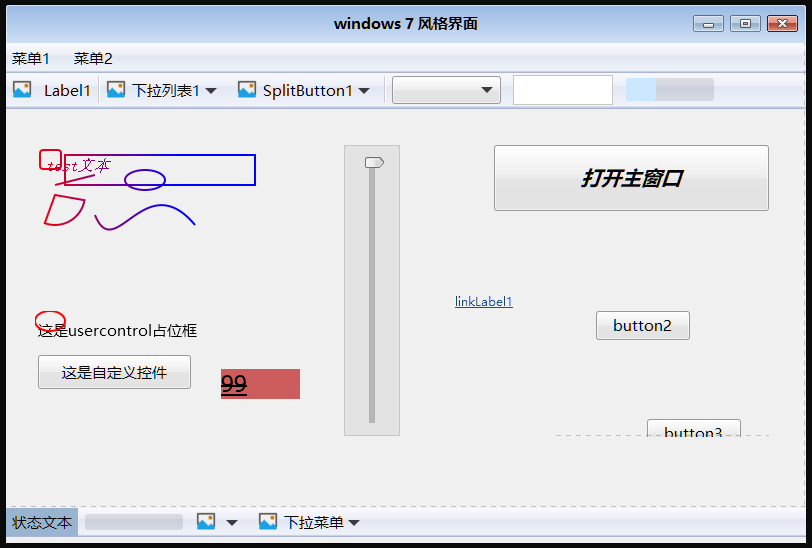 windows 7 风格界面
菜单1 菜单2
Label1 下拉列表1 SplitButton1
test文本
打开主窗口
linkLabel1
button2
这是usercontrol占位框
这是自定义控件
99
button3
状态文本 下拉菜单